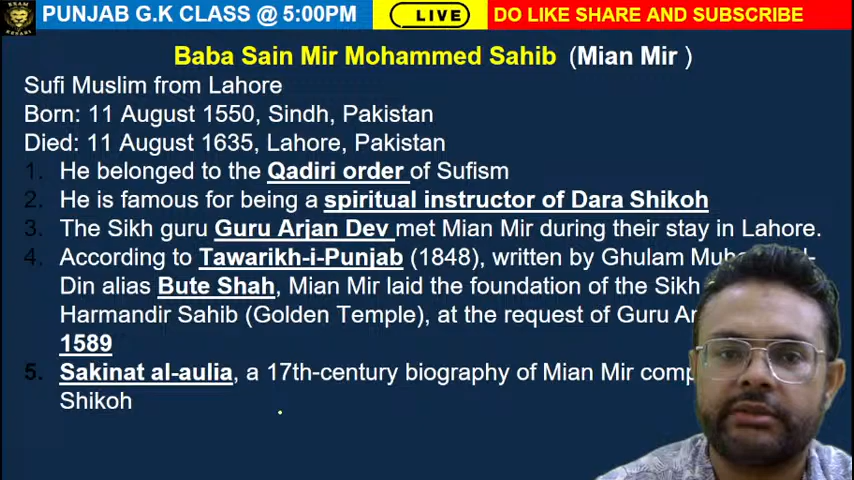 PUNJAB G.K CLASS @ 5:00PM LIVE DO LIKE SHARE AND SUBSCRIBE
EXAM
Baba Sain Mir Mohammed Sahib (Mian Mir )
Sufi Muslim from Lahore
Born: 11 August 1550, Sindh, Pakistan
Died: 11 August 1635, Lahore, Pakistan
1. He belonged to the Qadiri order of Sufism
2. He is famous for being a spiritual instructor of Dara Shikoh
3. The Sikh guru Guru Arjan Dev met Mian Mir during their stay in Lahore.
4. According to Tawarikh-i-Punjab (1848), written by Ghulam
Din alias Bute Shah, Mian Mir laid the foundation of the Sikh
Harmandir Sahib (Golden Temple), at the request of Guru
1589
5. Sakinat al-aulia, a 17th-century biography of Mian Mir
Shikoh